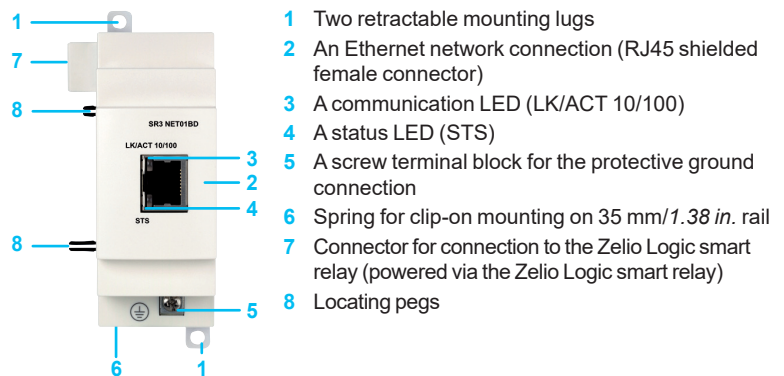 1
7
8
SR3 NET01BD
LK/ACT 10/100
3
2
4
STS
8
5
6
1
1 Two retractable mounting lugs
2 An Ethernet network connection (RJ45 shielded
female connector)
3 A communication LED (LK/ACT 10/100)
4 A status LED (STS)
5 A screw terminal block for the protective ground
connection
6 Spring for clip-on mounting on 35 mm/1.38 in. rail
7 Connector for connection to the Zelio Logic smart
relay (powered via the Zelio Logic smart relay)
8 Locating pegs